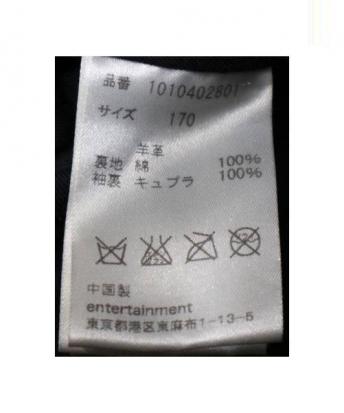 品番 1010402801
サイズ 170
羊革
裏地 綿 100%
袖裏 キュプラ 100%
中国製
entertainment
東京都港区東麻布1-13-5